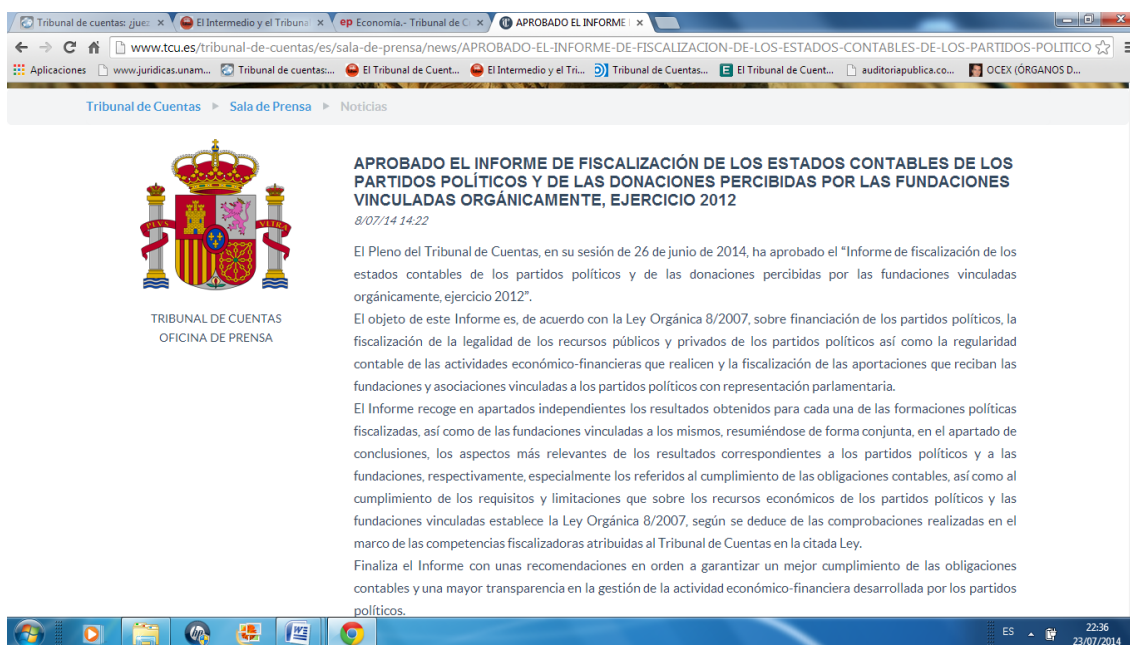 Tribunal de cuentas: ¿jue
El Intermedio y el Tribunal
ep Economía.- Tribunal de C
APROBADO EL INFORME
www.tcu.es/tribunal-de-cuentas/es/sala-de-prensa/news/APROBADO-EL-INFORME-DE-FISCALIZACION-DE-LOS-ESTADOS-CONTABLES-DE-LOS-PARTIDOS-POLITICO
Aplicaciones www.juridicas.unam... Tribunal de cuentas:... El Tribunal de Cuent... El Intermedio y el Tri... Tribunal de Cuentas... E El Tribunal de Cuent... auditoriapublica.co... OCEX (ÓRGANOS D...
Tribunal de Cuentas Sala de Prensa Noticias
PLVS VLTRA
TRIBUNAL DE CUENTAS
OFICINA DE PRENSA
APROBADO EL INFORME DE FISCALIZACIÓN DE LOS ESTADOS CONTABLES DE LOS
PARTIDOS POLÍTICOS Y DE LAS DONACIONES PERCIBIDAS POR LAS FUNDACIONES
VINCULADAS ORGÁNICAMENTE, EJERCICIO 2012
8/07/14 14:22
El Pleno del Tribunal de Cuentas, en su sesión de 26 de junio de 2014, ha aprobado el “Informe de fiscalización de los
estados contables de los partidos políticos y de las donaciones percibidas por las fundaciones vinculadas
orgánicamente, ejercicio 2012”.
El objeto de este Informe es, de acuerdo con la Ley Orgánica 8/2007, sobre financiación de los partidos políticos, la
fiscalización de la legalidad de los recursos públicos y privados de los partidos políticos así como la regularidad
contable de las actividades económico-financieras que realicen y la fiscalización de las aportaciones que reciban las
fundaciones y asociaciones vinculadas a los partidos políticos con representación parlamentaria.
El Informe recoge en apartados independientes los resultados obtenidos para cada una de las formaciones políticas
fiscalizadas, así como de las fundaciones vinculadas a los mismos, resumiéndose de forma conjunta, en el apartado de
conclusiones, los aspectos más relevantes de los resultados correspondientes a los partidos políticos y a las
fundaciones, respectivamente, especialmente los referidos al cumplimiento de las obligaciones contables, así como al
cumplimiento de los requisitos y limitaciones que sobre los recursos económicos de los partidos políticos y las
fundaciones vinculadas establece la Ley Orgánica 8/2007, según se deduce de las comprobaciones realizadas en el
marco de las competencias fiscalizadoras atribuidas al Tribunal de Cuentas en la citada Ley.
Finaliza el Informe con unas recomendaciones en orden a garantizar un mejor cumplimiento de las obligaciones
contables y una mayor transparencia en la gestión de la actividad económico-financiera desarrollada por los partidos
políticos.
ES
22:36
23/07/2014